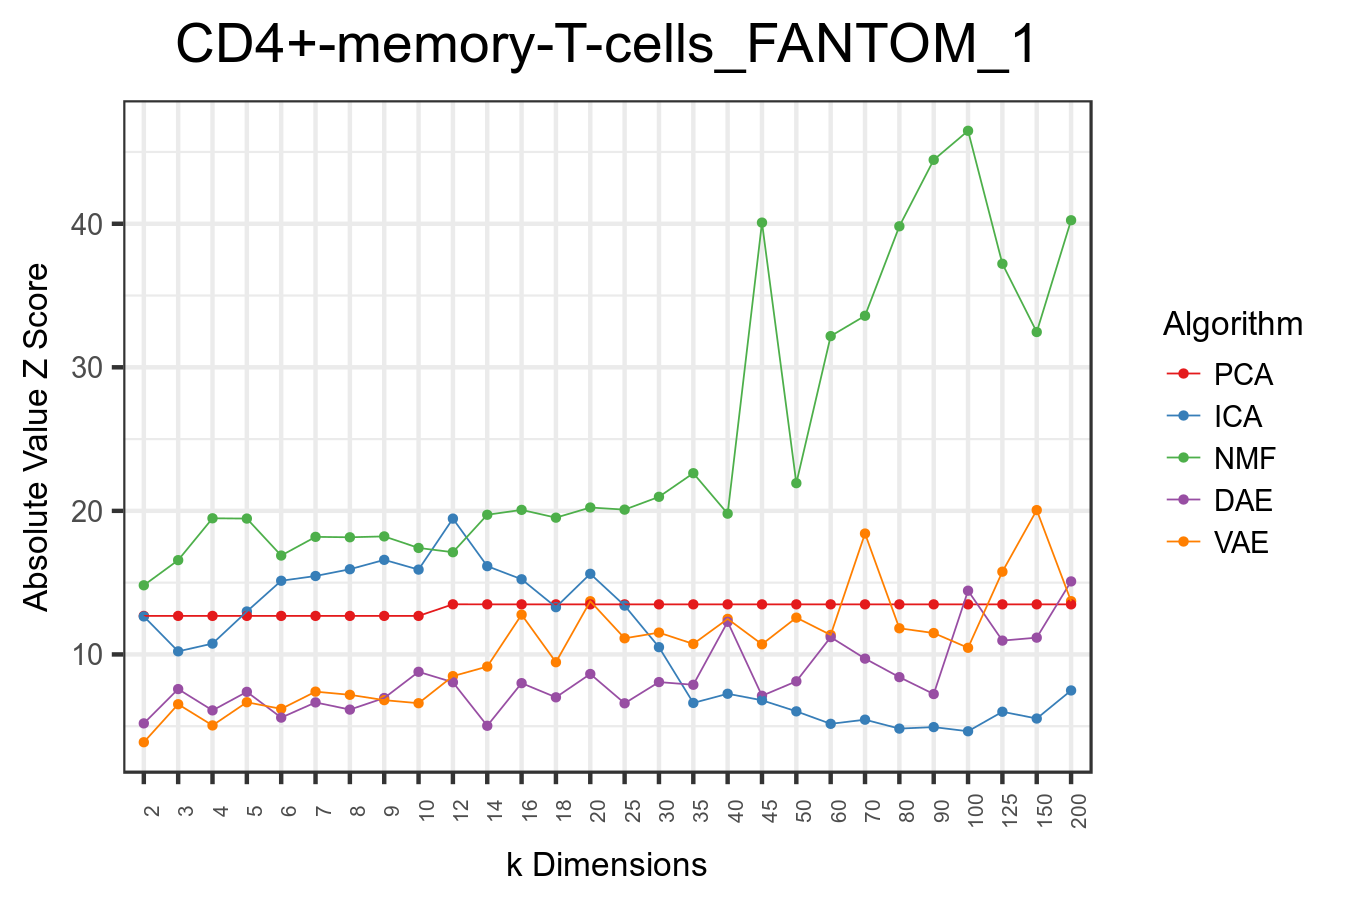 CD4+-memory-T-cells_FANTOM_1
Absolute Value Z Score
40
30
20
10
2 3 4 5 6 7 8 9 10 12 14 16 18 20 25 30 35 40 45 50 60 70 80 90 100 125 150 200
k Dimensions
Algorithm
PCA
ICA
NMF
DAE
VAE